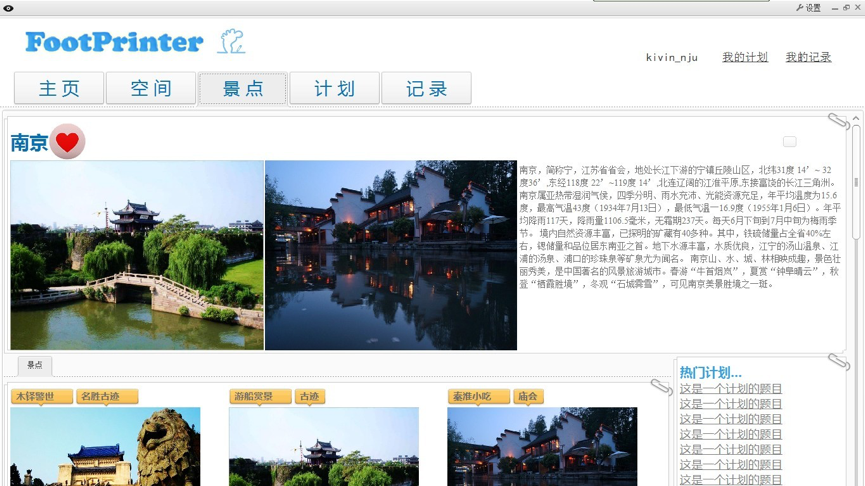 设置
FootPrinter
kivin_nju 我的计划 我的记录
主页 空间 景点 计划 记录
南京
南京，简称宁，江苏省省会，地处长江下游的宁镇丘陵山区，北纬31度 14’~ 32
度36’,东经118度 22’~119度 14’,北连辽阔的江淮平原,东接富饶的长江三角洲。
南京属亚热带湿润气候，四季分明、雨水充沛、光能资源充足，年平均温度为15.6
度，最高气温43度（1934年7月13日），最低气温－16.9度（1955年1月6日）。年平
均降雨117天，降雨量1106.5毫米，无霜期237天。每天6月下旬到7月中旬为梅雨季
节。 境内自然资源丰富，已探明的矿藏有40多种。其中，铁硫储量占全省40%左
右，锶储量和品位居东南亚之首。地下水源丰富，水质优良，江宁的汤山温泉、江
浦的汤泉、浦口的珍珠泉等矿泉尤为闻名。 南京山、水、城、林相映成趣，景色壮
丽秀美，是中国著名的风景旅游城市。春游“牛首烟岚”，夏赏“钟阜晴云”，秋
登“栖霞胜境”，冬观“石城霁雪”，可见南京美景胜境之一班。
景点
木铎警世 名胜古迹
游船赏景 古迹
秦淮小吃 庙会
热门计划...
这是一个计划的题目
这是一个计划的题目
这是一个计划的题目
这是一个计划的题目
这是一个计划的题目
这是一个计划的题目
这是一个计划的题目